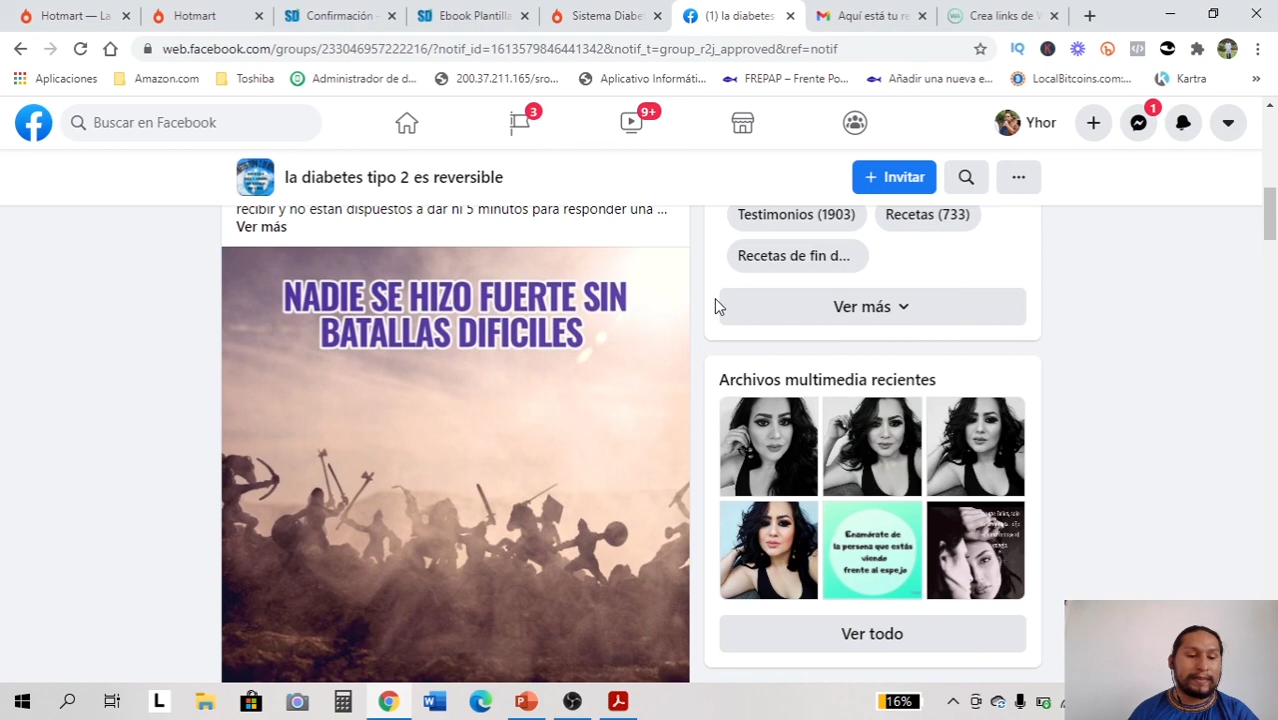 Hotmart — La
Hotmart
Confirmación -
Ebook Plantilla
Sistema Diabe
(1) la diabetes
Aquí está tu re
Crea links de W
web.facebook.com/groups/233046957222216/?notif_id=1613579846441342&notif_t=group_r2j_approved&ref=notif
Aplicaciones
Amazon.com
Toshiba
Administrador de d...
200.37.211.165/sro...
Aplicativo Informáti...
FREPAP – Frente Po...
Añadir una nueva e...
LocalBitcoins.com:...
Kartra
Buscar en Facebook
3
9+
Yhor
1
la diabetes tipo 2 es reversible
Invitar
recibir y no están dispuestos a dar ni 5 minutos para responder una ...
Ver más
NADIE SE HIZO FUERTE SIN
BATALLAS DIFICILES
Testimonios (1903)
Recetas (733)
Recetas de fin d...
Ver más
Archivos multimedia recientes
Enamórate de
la persona que estás
viendo
frente al espejo
Ver todo
16%